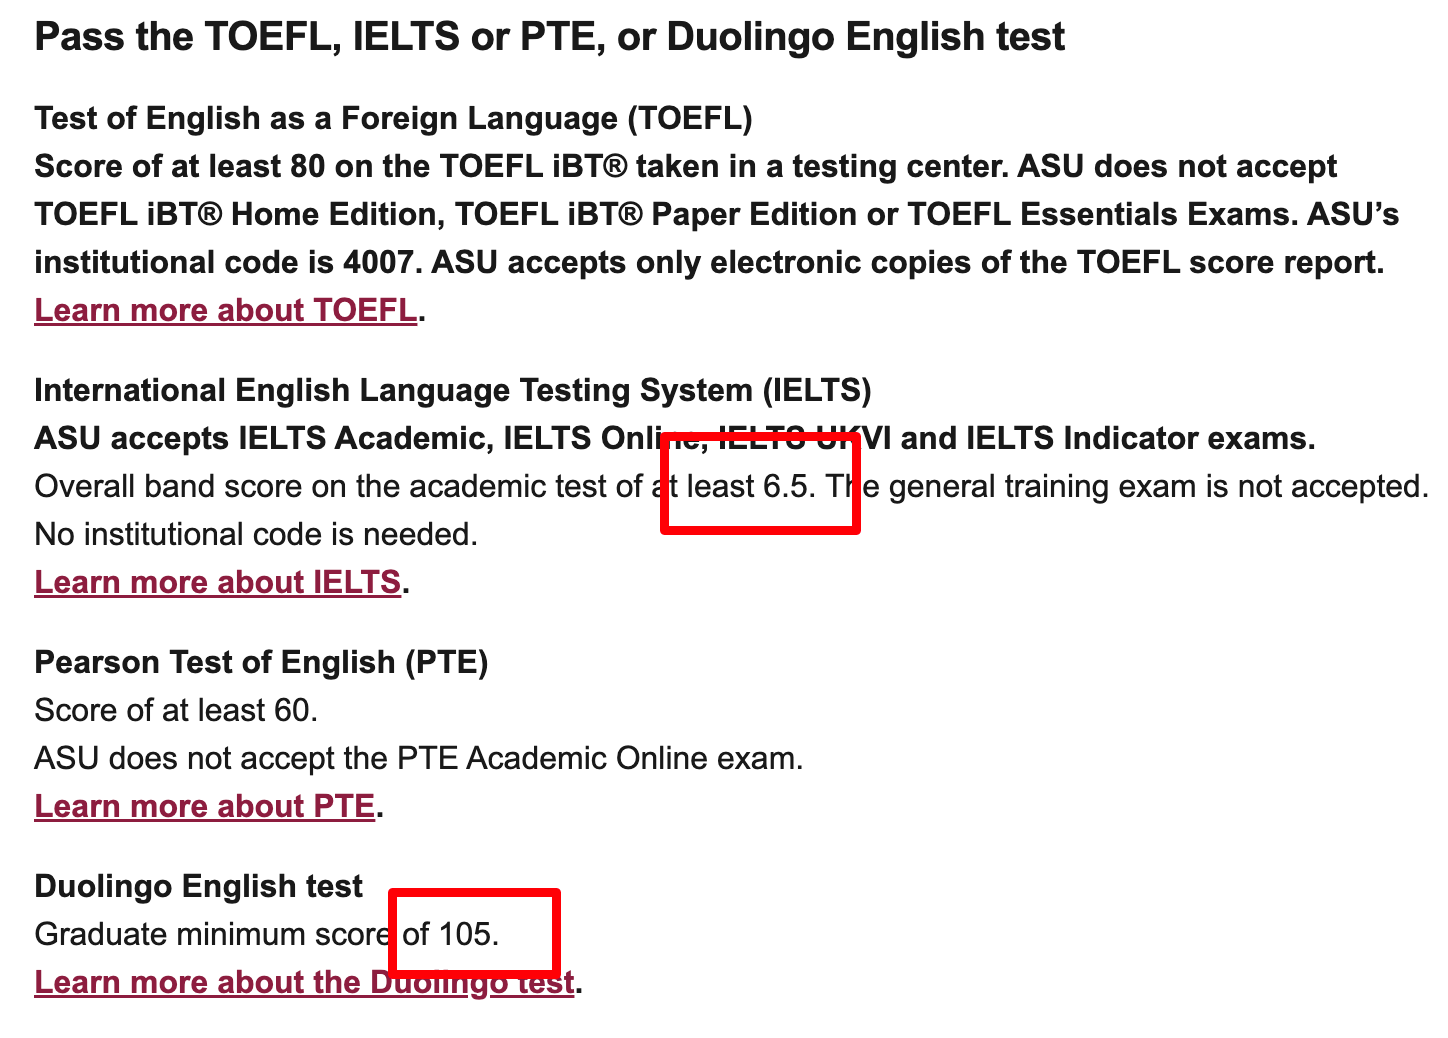 Pass the TOEFL, IELTS or PTE, or Duolingo English test
Test of English as a Foreign Language (TOEFL)
Score of at least 80 on the TOEFL iBT® taken in a testing center. ASU does not accept
TOEFL iBT® Home Edition, TOEFL iBT® Paper Edition or TOEFL Essentials Exams. ASU’s
institutional code is 4007. ASU accepts only electronic copies of the TOEFL score report.
Learn more about TOEFL.
International English Language Testing System (IELTS)
ASU accepts IELTS Academic, IELTS Online, IELTS UKVI and IELTS Indicator exams.
Overall band score on the academic test of at least 6.5. The general training exam is not accepted.
No institutional code is needed.
Learn more about IELTS.
Pearson Test of English (PTE)
Score of at least 60.
ASU does not accept the PTE Academic Online exam.
Learn more about PTE.
Duolingo English test
Graduate minimum score of 105.
Learn more about the Duolingo test.